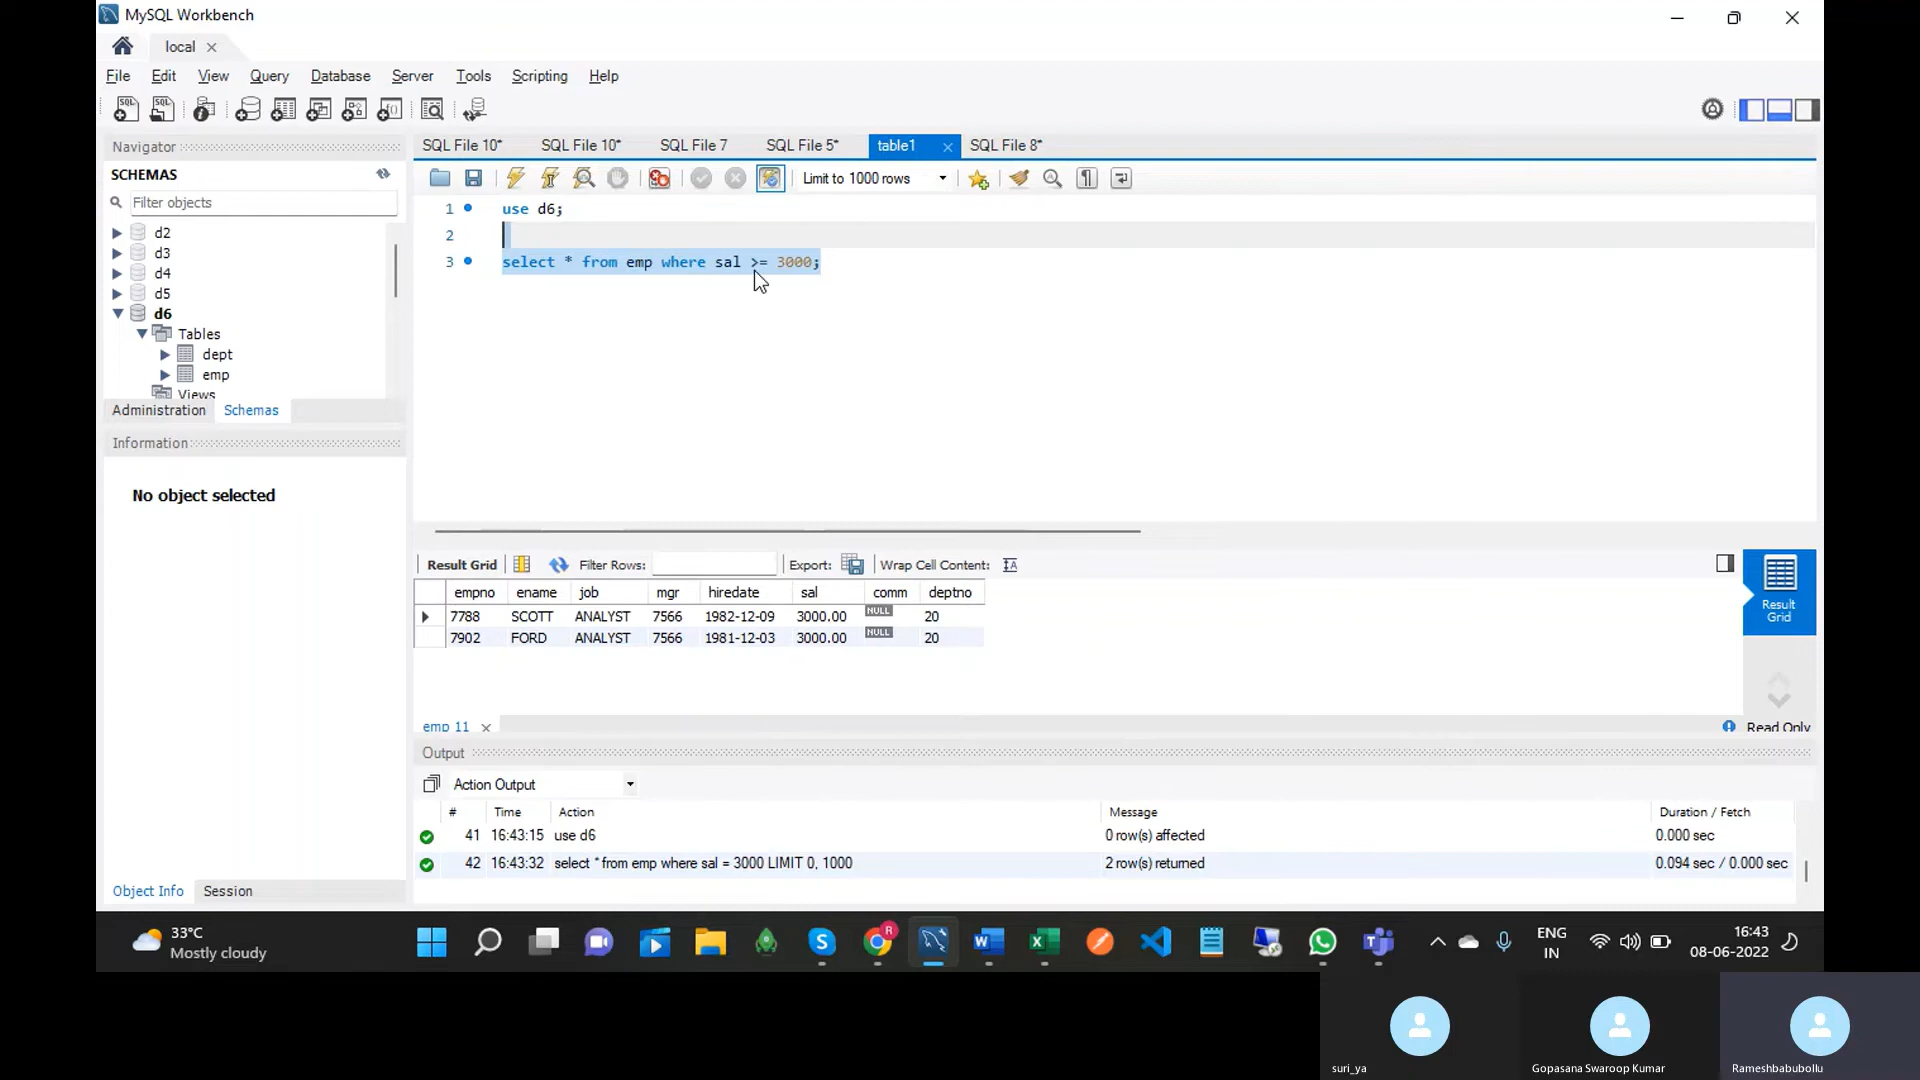 MySQL Workbench
local
File Edit View Query Database Server Tools Scripting Help
SQL SQL
Navigator
SQL File 10* SQL File 10* SQL File 7 SQL File 5* table1 SQL File 8*
SCHEMAS
Limit to 1000 rows
Filter objects
d2
d3
d4
d5
d6
Tables
dept
emp
Views
Administration Schemas
Information
No object selected
Object Info Session
1 use d6;
2
3 select * from emp where sal >= 3000;
Result Grid Filter Rows: Export: Wrap Cell Content:
empno ename job mgr hiredate sal comm deptno
7788 SCOTT ANALYST 7566 1982-12-09 3000.00 NULL 20
7902 FORD ANALYST 7566 1981-12-03 3000.00 NULL 20
Result
Grid
emp 11 Read Only
Output
Action Output
# Time Action Message Duration / Fetch
41 16:43:15 use d6 0 row(s) affected 0.000 sec
42 16:43:32 select * from emp where sal = 3000 LIMIT 0, 1000 2 row(s) returned 0.094 sec / 0.000 sec
33°C
Mostly cloudy
R
ENG
IN
16:43
08-06-2022
suri_ya Gopasana Swaroop Kumar Rameshbabubollu